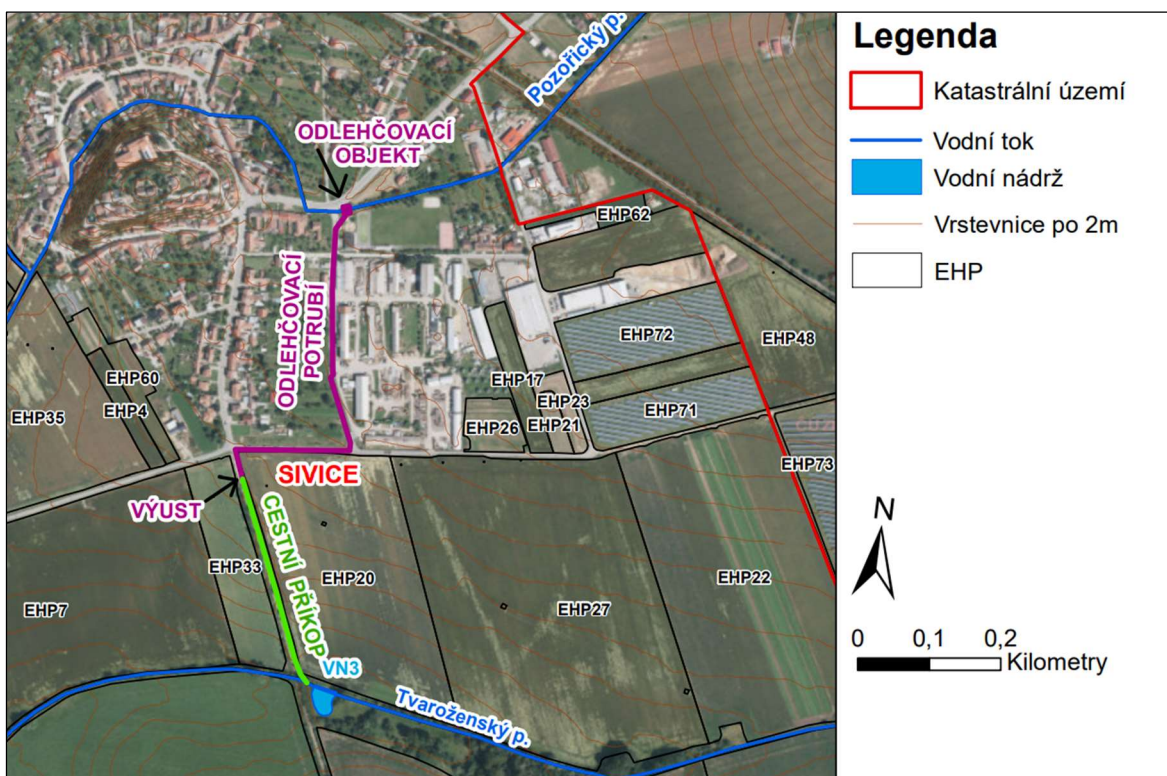 Pozořický p.
ODLEHČOVACÍ
OBJEKT
EHP62
ODLEHČOVACÍ
POTRUBÍ
EHP72
EHP48
EHP60
EHP17
EHP35
EHP4
EHP23
EHP71
EHP26
EHP21
SIVICE
EHP73
VÝUST
CESTNÍ PŘÍKOP
EHP33
EHP20
EHP22
EHP7
EHP27
VN3
Tvaroženský p.
Legenda
Katastrální území
Vodní tok
Vodní nádrž
Vrstevnice po 2m
EHP
N
0 0,1 0,2
Kilometry